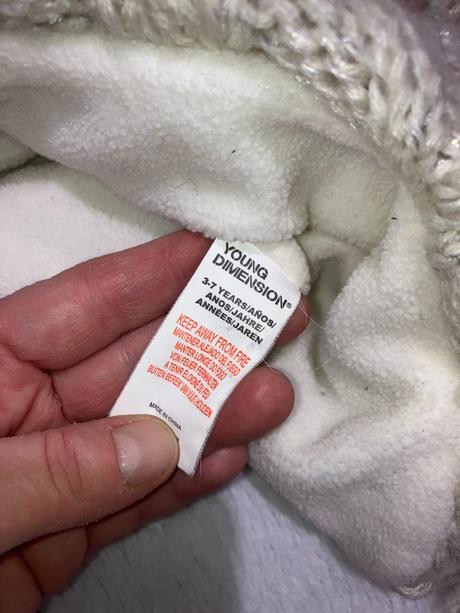 YOUNG
DIMENSION®
3-7 YEARS/AÑOS/
ANOS/JAHRE/
ANNÉES/JAREN
KEEP AWAY FROM FIRE
MANTENER ALEJADO DEL FUEGO
MANTER LONGE DO FOGO
VON FEUER FERNHALTEN
A TENIR ÉLOIGNÉ DU FEU
BUITEN BEREIK VAN VUUR HOUDEN
MADE IN CHINA